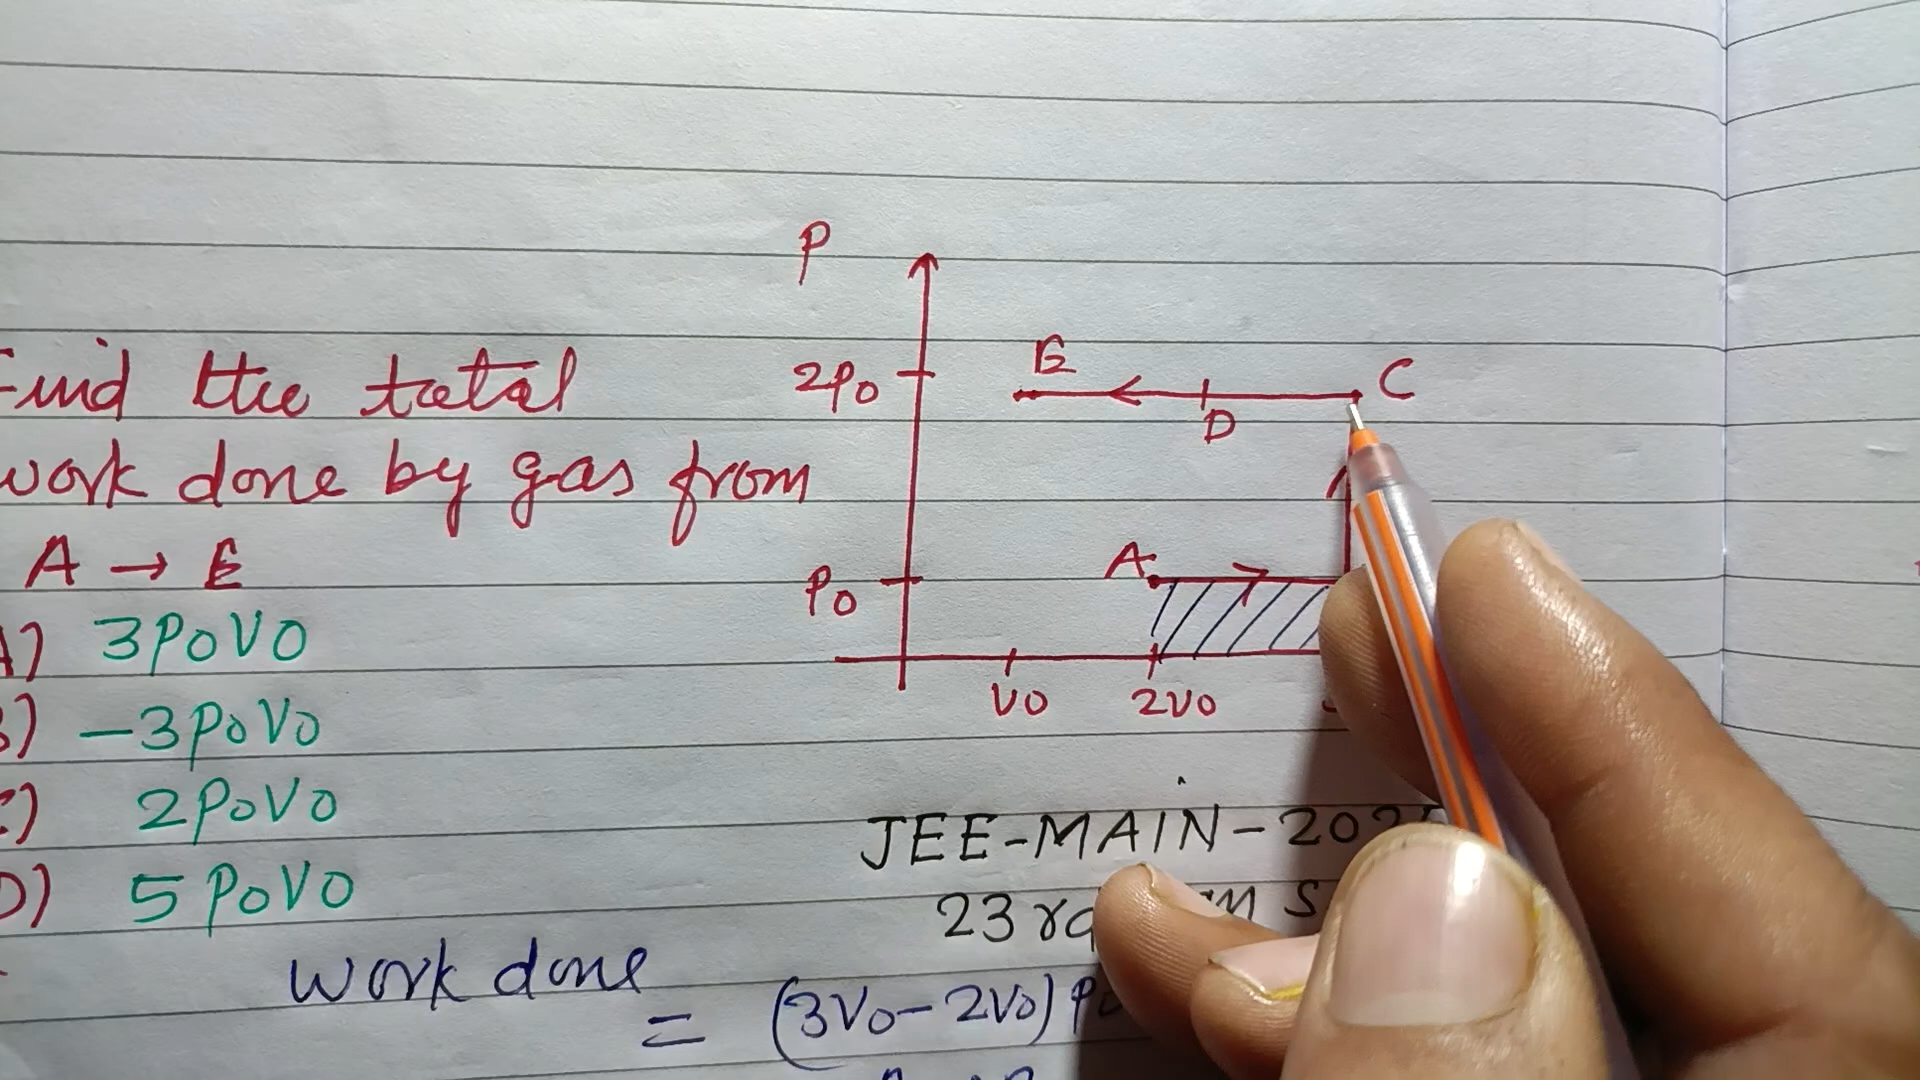 Find the total
work done by gas from
A → E
A) 3P0V0
B) -3P0V0
C) 2P0V0
D) 5P0V0
P
2P0
E
D
C
P0
A
V0
2V0
JEE-MAIN-202
23
S
work done
= (3V0-2V0)P